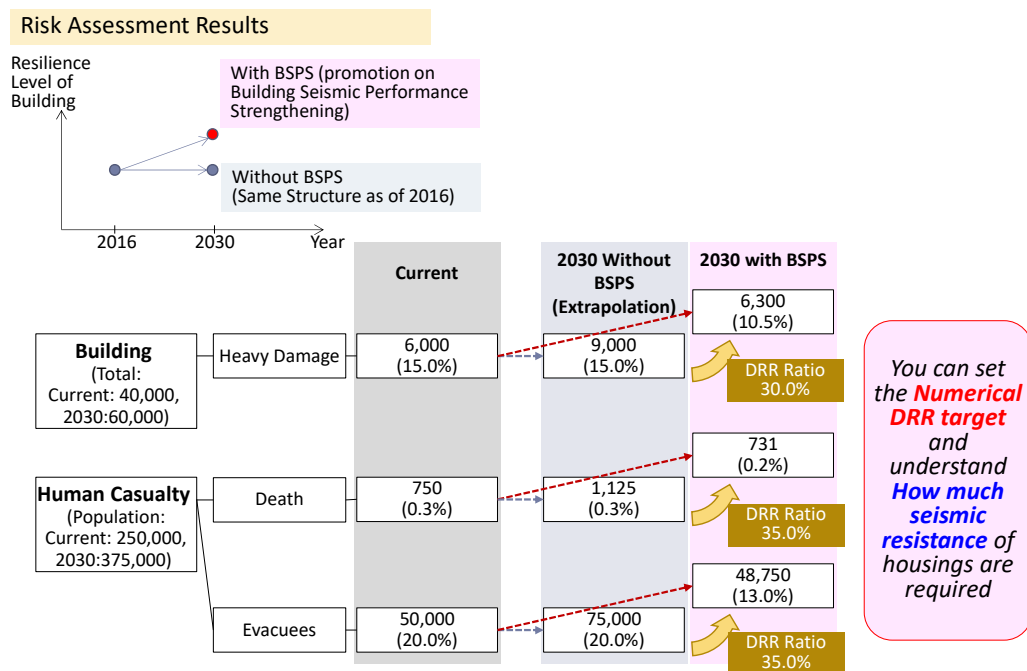 Risk Assessment Results
Resilience
Level of
Building
With BSPS (promotion on
Building Seismic Performance
Strengthening)
Without BSPS
(Same Structure as of 2016)
2016
2030
Year
Current
2030 Without
BSPS
(Extrapolation)
2030 with BSPS
Building
(Total:
Current: 40,000,
2030:60,000)
Heavy Damage
6,000
(15.0%)
9,000
(15.0%)
6,300
(10.5%)
DRR Ratio
30.0%
Human Casualty
(Population:
Current: 250,000,
2030:375,000)
Death
750
(0.3%)
1,125
(0.3%)
731
(0.2%)
DRR Ratio
35.0%
Evacuees
50,000
(20.0%)
75,000
(20.0%)
48,750
(13.0%)
DRR Ratio
35.0%
You can set
the Numerical
DRR target
and
understand
How much
seismic
resistance of
housings are
required